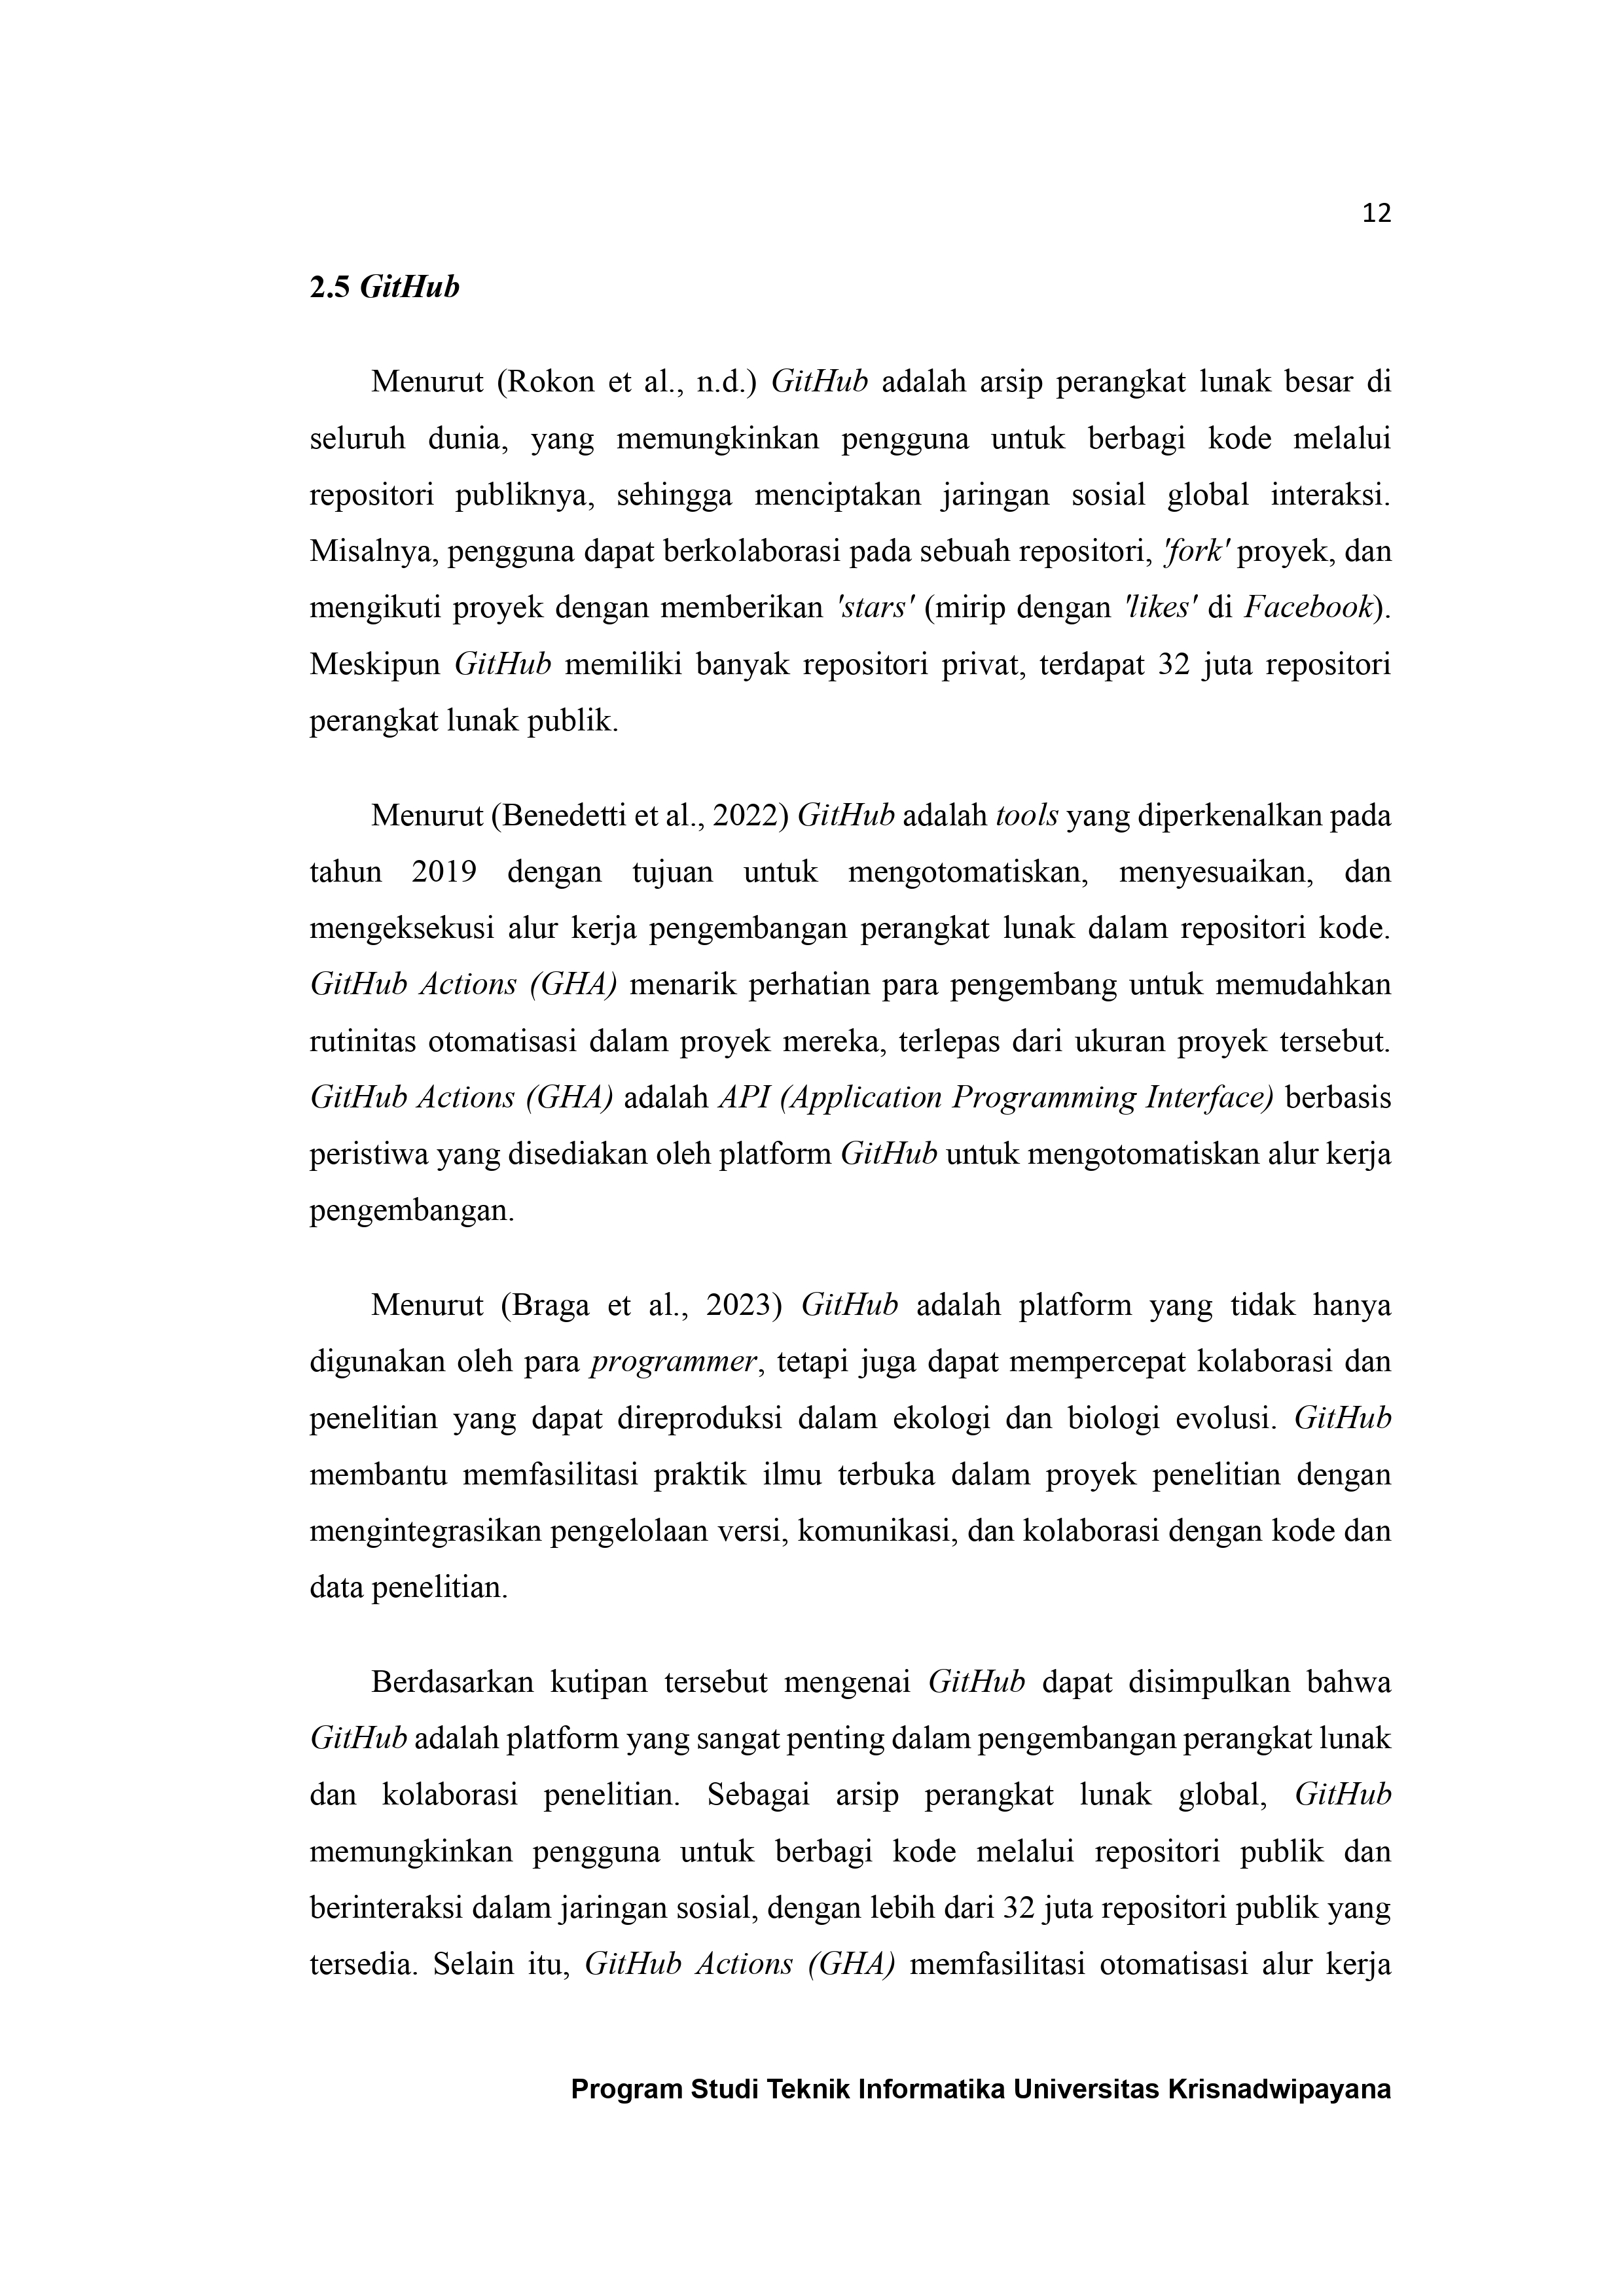 12
2.5 GitHub
Menurut (Rokon et al., n.d.) GitHub adalah arsip perangkat lunak besar di
seluruh dunia, yang memungkinkan pengguna untuk berbagi kode melalui
repositori publiknya, sehingga menciptakan jaringan sosial global interaksi.
Misalnya, pengguna dapat berkolaborasi pada sebuah repositori, 'fork' proyek, dan
mengikuti proyek dengan memberikan 'stars' (mirip dengan 'likes' di Facebook).
Meskipun GitHub memiliki banyak repositori privat, terdapat 32 juta repositori
perangkat lunak publik.
Menurut (Benedetti et al., 2022) GitHub adalah tools yang diperkenalkan pada
tahun 2019 dengan tujuan untuk mengotomatiskan, menyesuaikan, dan
mengeksekusi alur kerja pengembangan perangkat lunak dalam repositori kode.
GitHub Actions (GHA) menarik perhatian para pengembang untuk memudahkan
rutinitas otomatisasi dalam proyek mereka, terlepas dari ukuran proyek tersebut.
GitHub Actions (GHA) adalah API (Application Programming Interface) berbasis
peristiwa yang disediakan oleh platform GitHub untuk mengotomatiskan alur kerja
pengembangan.
Menurut (Braga et al., 2023) GitHub adalah platform yang tidak hanya
digunakan oleh para programmer, tetapi juga dapat mempercepat kolaborasi dan
penelitian yang dapat direproduksi dalam ekologi dan biologi evolusi. GitHub
membantu memfasilitasi praktik ilmu terbuka dalam proyek penelitian dengan
mengintegrasikan pengelolaan versi, komunikasi, dan kolaborasi dengan kode dan
data penelitian.
Berdasarkan kutipan tersebut mengenai GitHub dapat disimpulkan bahwa
GitHub adalah platform yang sangat penting dalam pengembangan perangkat lunak
dan kolaborasi penelitian. Sebagai arsip perangkat lunak global, GitHub
memungkinkan pengguna untuk berbagi kode melalui repositori publik dan
berinteraksi dalam jaringan sosial, dengan lebih dari 32 juta repositori publik yang
tersedia. Selain itu, GitHub Actions (GHA) memfasilitasi otomatisasi alur kerja
Program Studi Teknik Informatika Universitas Krisnadwipayana